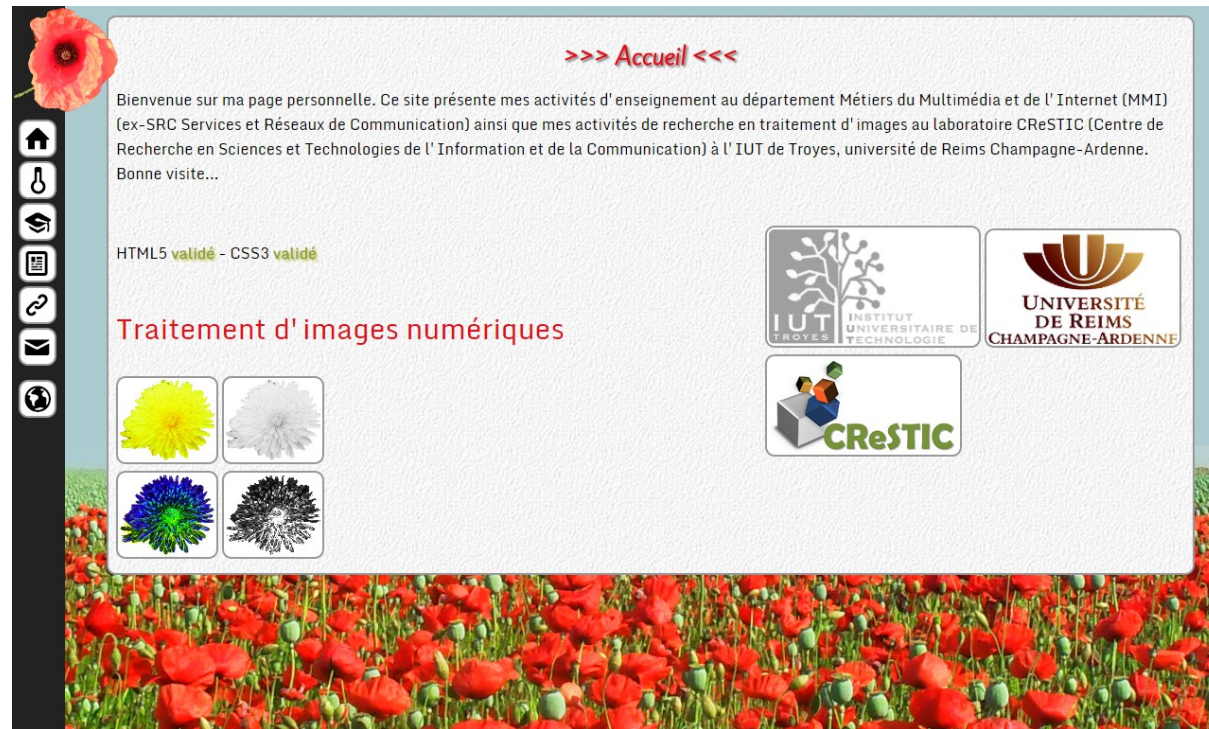 >>> Accueil <<<
Bienvenue sur ma page personnelle. Ce site présente mes activités d'enseignement au département Métiers du Multimédia et de l'Internet (MMI)
(ex-SRC Services et Réseaux de Communication) ainsi que mes activités de recherche en traitement d'images au laboratoire CReSTIC (Centre de
Recherche en Sciences et Technologies de l'Information et de la Communication) à l'IUT de Troyes, université de Reims Champagne-Ardenne.
Bonne visite...
HTML5 validé - CSS3 validé
Traitement d'images numériques
IUT
TROYES
INSTITUT
UNIVERSITAIRE DE
TECHNOLOGIE
UNIVERSITÉ
DE REIMS
CHAMPAGNE-ARDENNE
CReSTIC